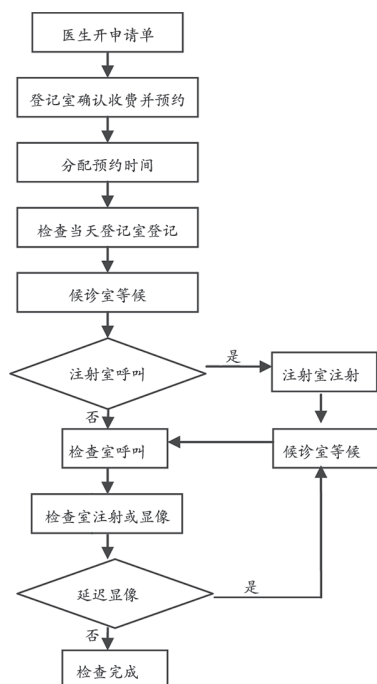 医生开申请单
登记室确认收费并预约
分配预约时间
检查当天登记室登记
候诊室等候
注射室呼叫
是
注射室注射
否
检查室呼叫
候诊室等候
检查室注射或显像
延迟显像
是
否
检查完成